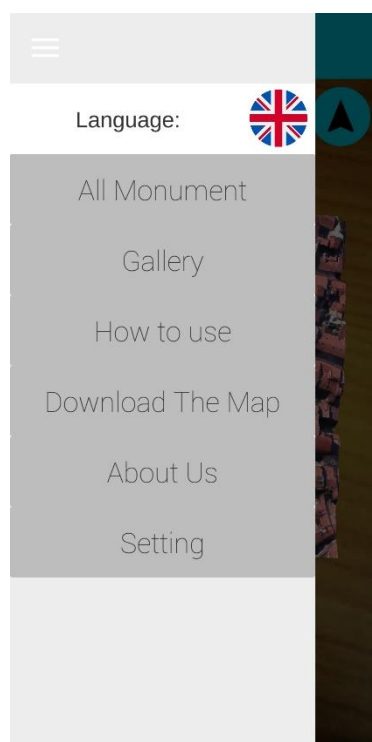 Language:
All Monument
Gallery
How to use
Download The Map
About Us
Setting